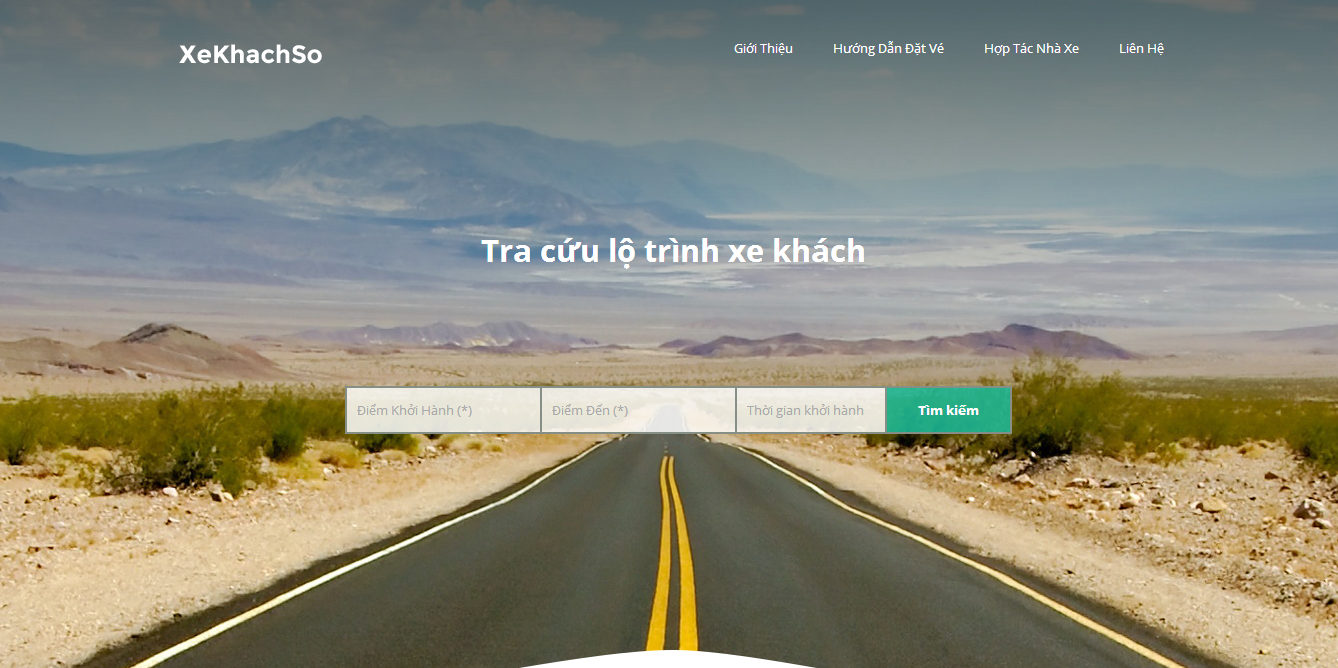 XeKhachSo
Giới Thiệu
Hướng Dẫn Đặt Vé
Hợp Tác Nhà Xe
Liên Hệ
Tra cứu lộ trình xe khách
Điểm Khởi Hành (*)
Điểm Đến (*)
Thời gian khởi hành
Tìm kiếm